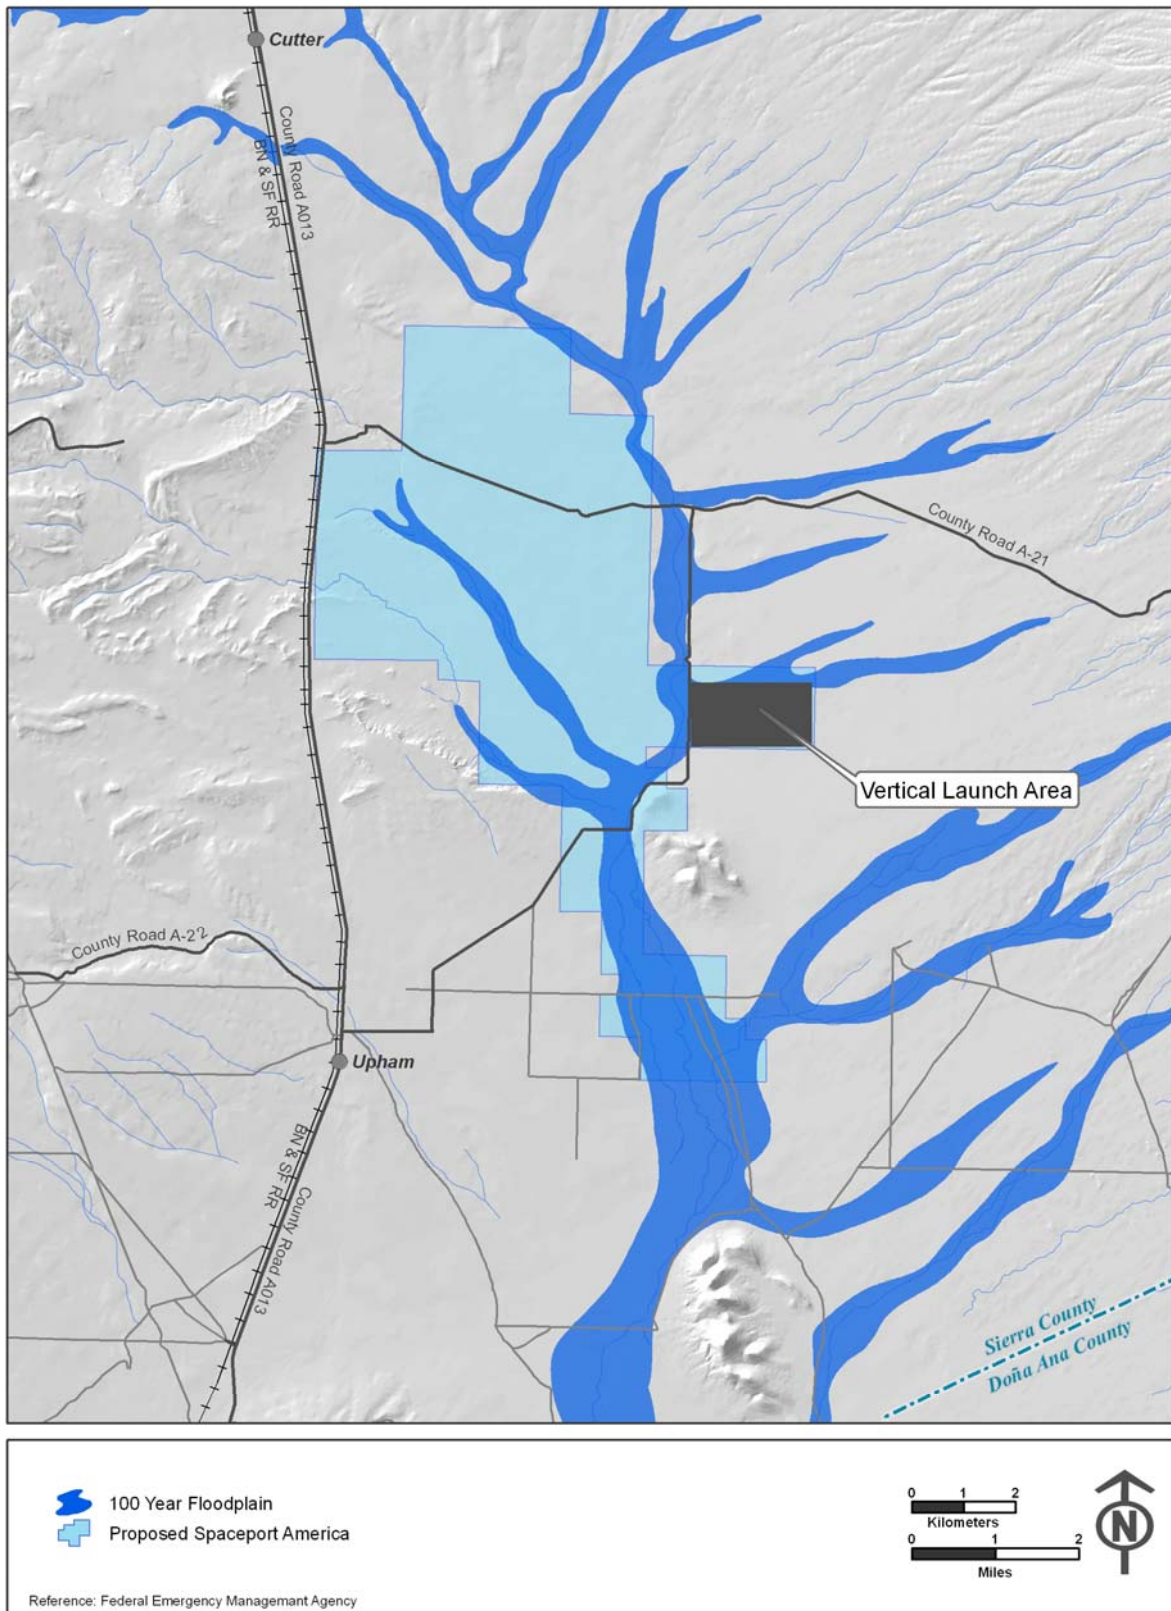 Cutter
County Road A013
BN & SF RR
County Road A-21
Vertical Launch Area
County Road A-22
Upham
BN & SF RR
County Road A013
Sierra County
Doña Ana County
100 Year Floodplain
Proposed Spaceport America
0 1 2
Kilometers
0 1 2
Miles
N
Reference: Federal Emergency Managemant Agency